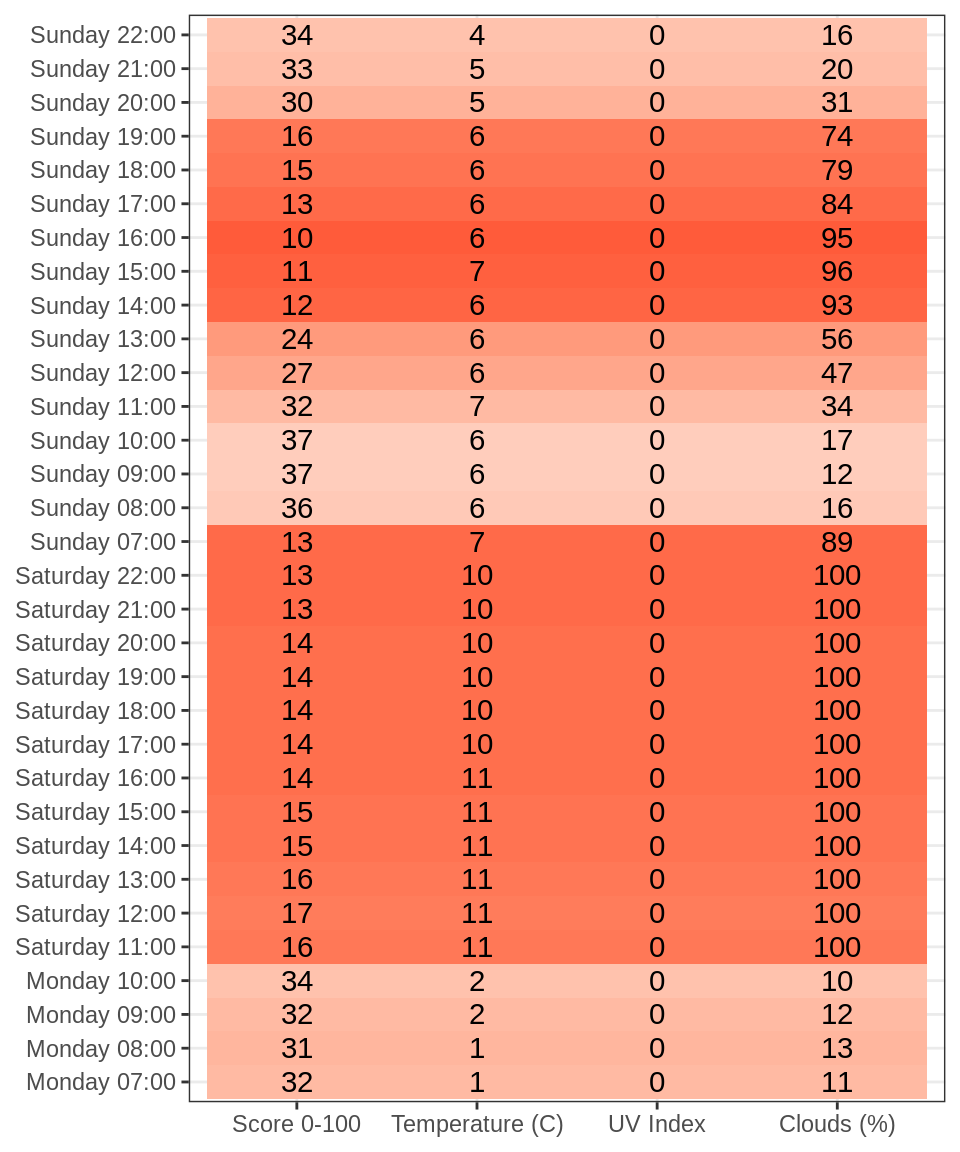 Sunday 22:00 34 4 0 16
Sunday 21:00 33 5 0 20
Sunday 20:00 30 5 0 31
Sunday 19:00 16 6 0 74
Sunday 18:00 15 6 0 79
Sunday 17:00 13 6 0 84
Sunday 16:00 10 6 0 95
Sunday 15:00 11 7 0 96
Sunday 14:00 12 6 0 93
Sunday 13:00 24 6 0 56
Sunday 12:00 27 6 0 47
Sunday 11:00 32 7 0 34
Sunday 10:00 37 6 0 17
Sunday 09:00 37 6 0 12
Sunday 08:00 36 6 0 16
Sunday 07:00 13 7 0 89
Saturday 22:00 13 10 0 100
Saturday 21:00 13 10 0 100
Saturday 20:00 14 10 0 100
Saturday 19:00 14 10 0 100
Saturday 18:00 14 10 0 100
Saturday 17:00 14 10 0 100
Saturday 16:00 14 11 0 100
Saturday 15:00 15 11 0 100
Saturday 14:00 15 11 0 100
Saturday 13:00 16 11 0 100
Saturday 12:00 17 11 0 100
Saturday 11:00 16 11 0 100
Monday 10:00 34 2 0 10
Monday 09:00 32 2 0 12
Monday 08:00 31 1 0 13
Monday 07:00 32 1 0 11
Score 0-100 Temperature (C) UV Index Clouds (%)